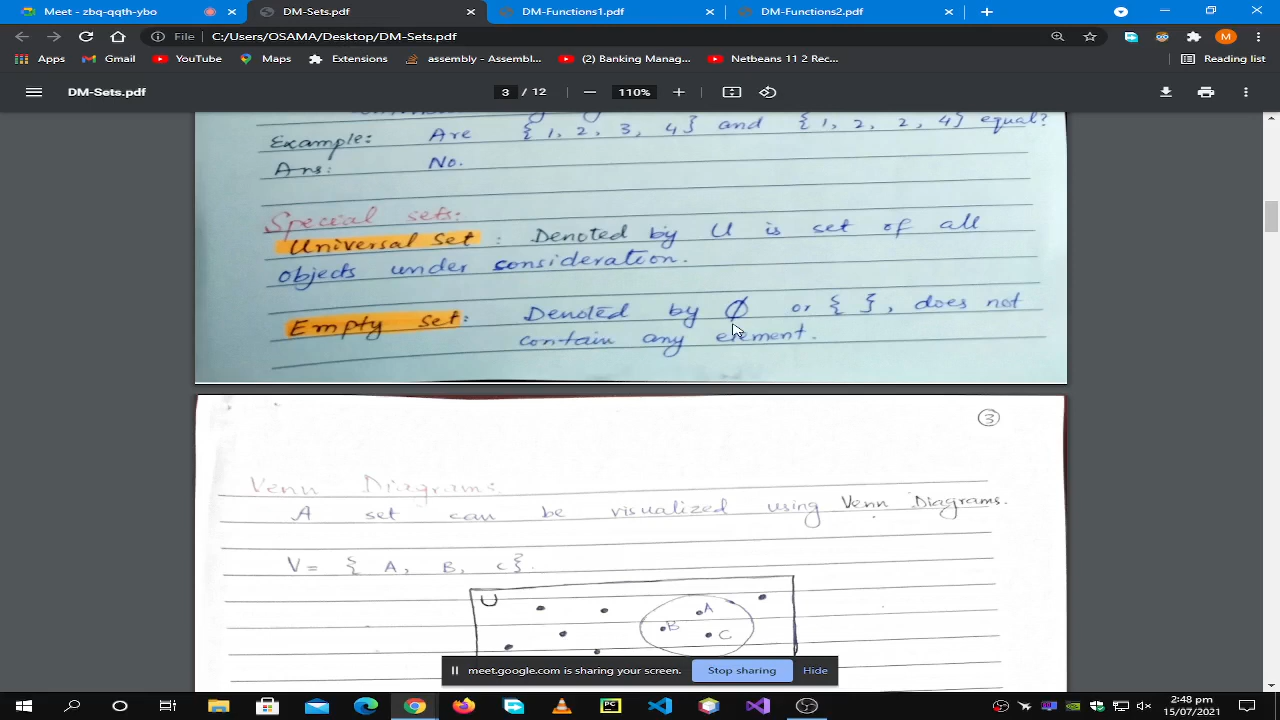 Meet - zbq-qqth-ybo
DM-Sets.pdf
DM-Functions1.pdf
DM-Functions2.pdf
File
C:/Users/OSAMA/Desktop/DM-Sets.pdf
Apps
Gmail
YouTube
Maps
Extensions
assembly - Assembl...
(2) Banking Manag...
Netbeans 11 2 Rec...
Reading list
DM-Sets.pdf
3 / 12
110%
Example: Are {1, 2, 3, 4} and {1, 2, 2, 4} equal?
Ans: No.
Special sets:
Universal Set : Denoted by U is set of all
objects under consideration.
Empty set: Denoted by ∅ or { }, does not
contain any element.
3
Venn Diagrams
A set can be visualized using Venn Diagrams.
V = { A, B, C}.
U
A
B
C
meet.google.com is sharing your screen.
Stop sharing
Hide
2:48 pm
15/07/2021